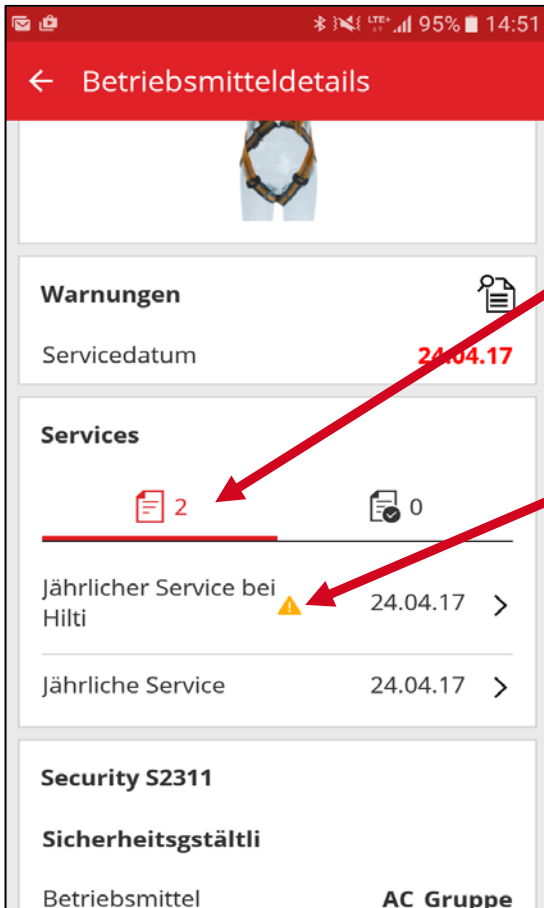 LTE+ 95% 14:51
Betriebsmitteldetails
Warnungen
Servicedatum 24.04.17
Services
2 0
Jährlicher Service bei
Hilti 24.04.17
Jährliche Service 24.04.17
Security S2311
Sicherheitsgstältli
Betriebsmittel AC Gruppe